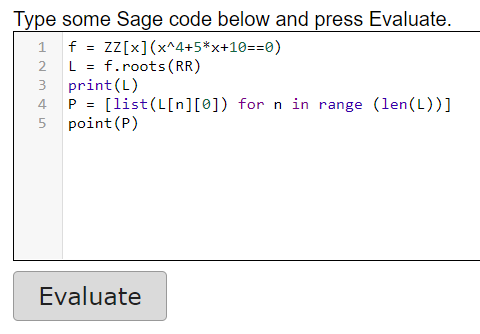 Type some Sage code below and press Evaluate.
1 f = ZZ[x](x^4+5*x+10==0)
2 L = f.roots(RR)
3 print(L)
4 P = [list(L[n][0]) for n in range (len(L))]
5 point(P)
Evaluate